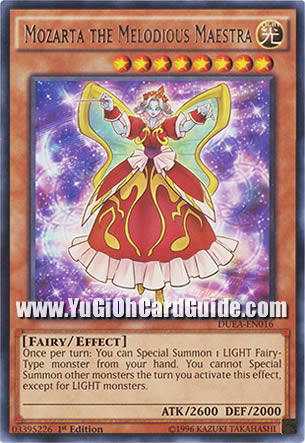 Mozarta the Melodious Maestra
LIGHT
光
www.YuGiOhCardGuide.com
DUEA-EN016
[Fairy/Effect]
Once per turn: You can Special Summon 1 LIGHT Fairy-
Type monster from your hand. You cannot Special
Summon other monsters the turn you activate this effect,
except for LIGHT monsters.
ATK/2600 DEF/2000
03395226 1st Edition ©1996 KAZUKI TAKAHASHI